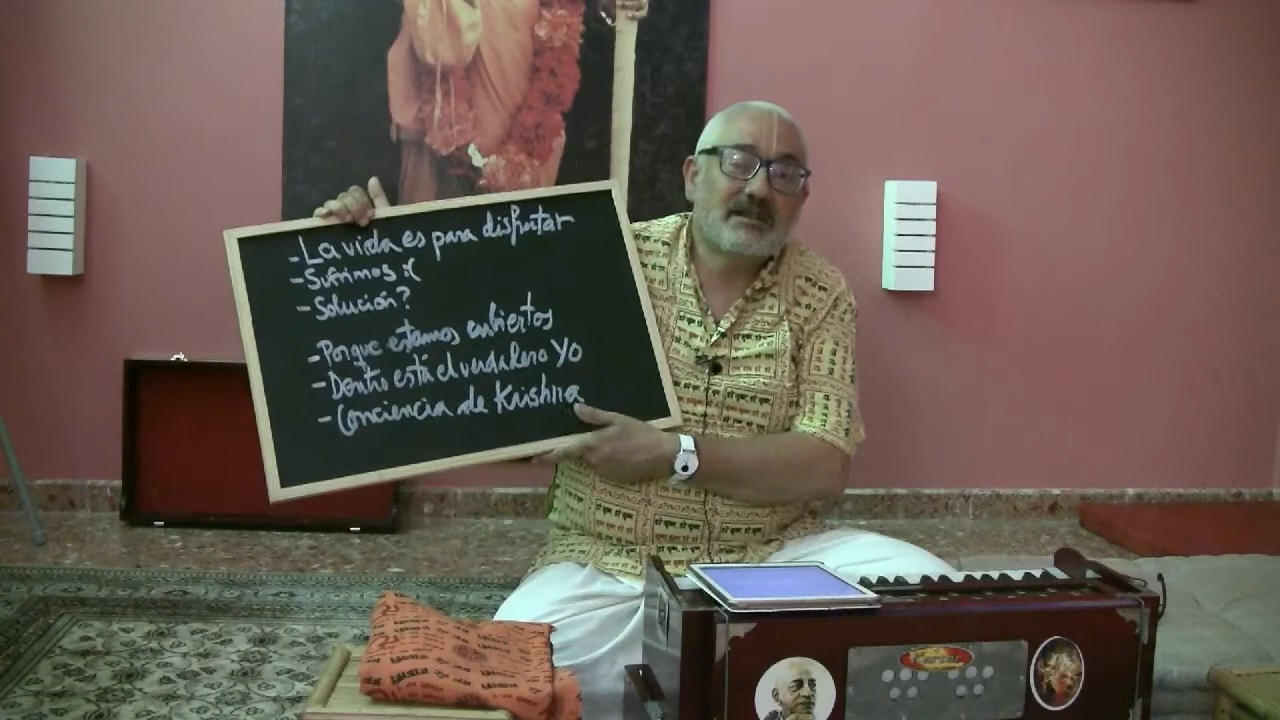 - La vida es para disfrutar
- Sufrimos :(
- Solución?
- Porque estamos cubiertos
- Dentro está el verdadero Yo
- Conciencia de Krishna